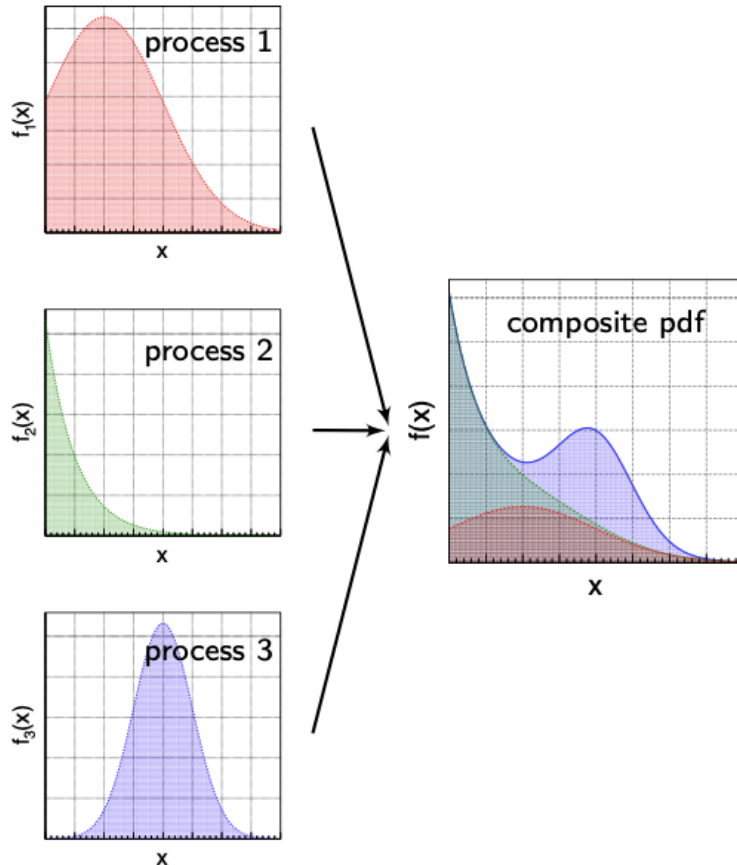 process 1
f₁(x)
x
process 2
f₂(x)
x
process 3
f₃(x)
x
composite pdf
f(x)
x